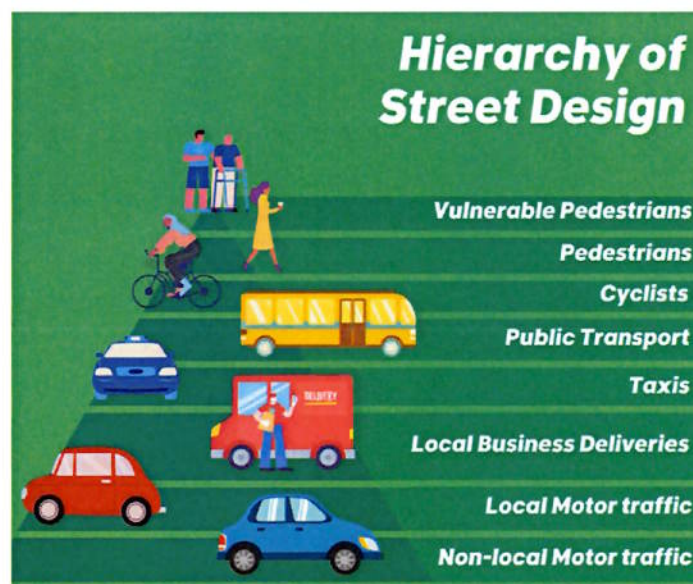 Hierarchy of
Street Design
Vulnerable Pedestrians
Pedestrians
Cyclists
Public Transport
Taxis
DELIVERY
Local Business Deliveries
Local Motor traffic
Non-local Motor traffic